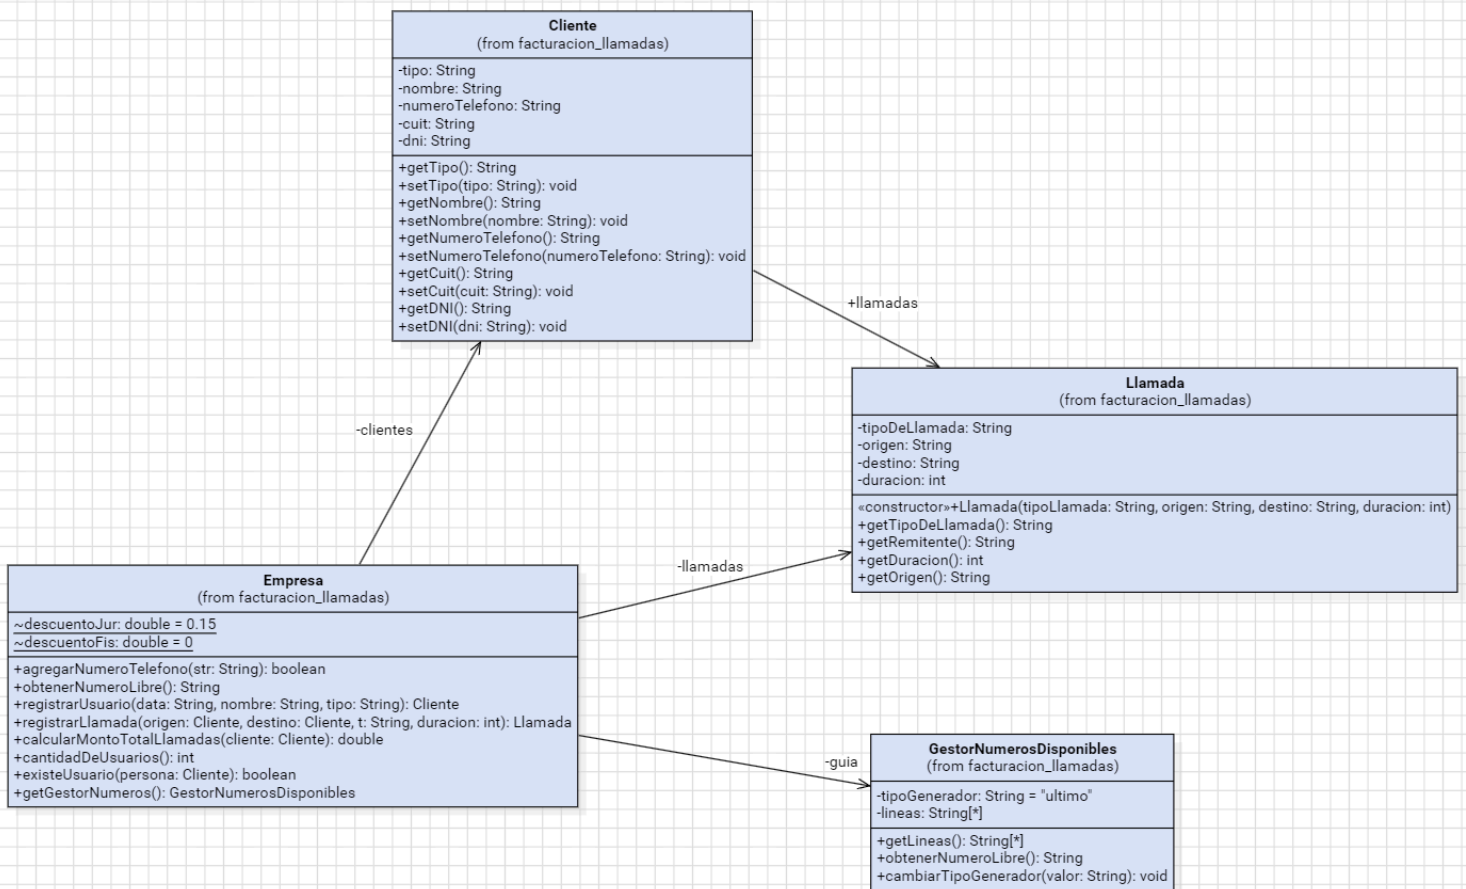 Cliente
(from facturacion_llamadas)
-tipo: String
-nombre: String
-numeroTelefono: String
-cuit: String
-dni: String
+getTipo(): String
+setTipo(tipo: String): void
+getNombre(): String
+setNombre(nombre: String): void
+getNumeroTelefono(): String
+setNumeroTelefono(numeroTelefono: String): void
+getCuit(): String
+setCuit(cuit: String): void
+getDNI(): String
+setDNI(dni: String): void
+llamadas
-clientes
Llamada
(from facturacion_llamadas)
-tipoDeLlamada: String
-origen: String
-destino: String
-duracion: int
«constructor»+Llamada(tipoLlamada: String, origen: String, destino: String, duracion: int)
+getTipoDeLlamada(): String
+getRemitente(): String
+getDuracion(): int
+getOrigen(): String
-llamadas
Empresa
(from facturacion_llamadas)
~descuentoJur: double = 0.15
~descuentoFis: double = 0
+agregarNumeroTelefono(str: String): boolean
+obtenerNumeroLibre(): String
+registrarUsuario(data: String, nombre: String, tipo: String): Cliente
+registrarLlamada(origen: Cliente, destino: Cliente, t: String, duracion: int): Llamada
+calcularMontoTotalLlamadas(cliente: Cliente): double
+cantidadDeUsuarios(): int
+existeUsuario(persona: Cliente): boolean
+getGestorNumeros(): GestorNumerosDisponibles
-guia
GestorNumerosDisponibles
(from facturacion_llamadas)
-tipoGenerador: String = "ultimo"
-lineas: String[*]
+getLineas(): String[*]
+obtenerNumeroLibre(): String
+cambiarTipoGenerador(valor: String): void